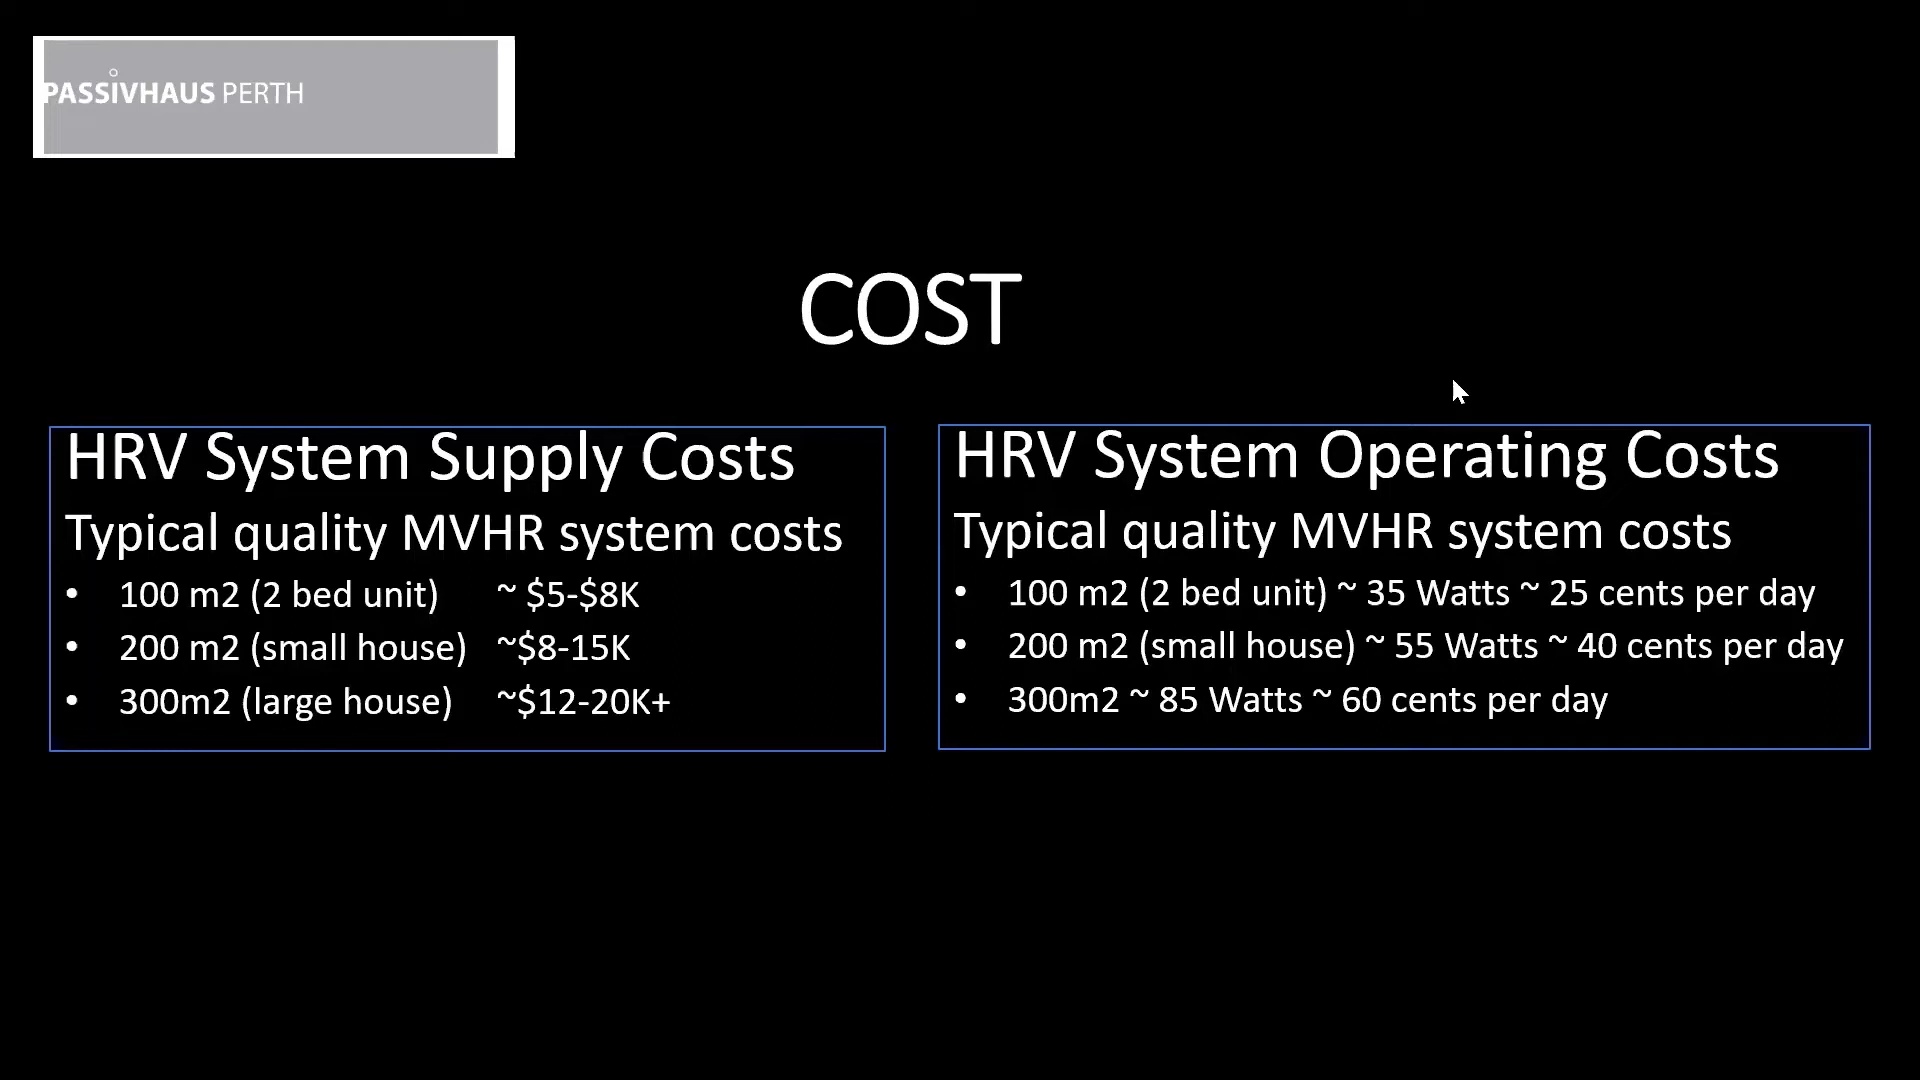 PASSIVHAUS PERTH
COST
HRV System Supply Costs
Typical quality MVHR system costs
• 100 m2 (2 bed unit) ~ $5-$8K
• 200 m2 (small house) ~$8-15K
• 300m2 (large house) ~$12-20K+
HRV System Operating Costs
Typical quality MVHR system costs
• 100 m2 (2 bed unit) ~ 35 Watts ~ 25 cents per day
• 200 m2 (small house) ~ 55 Watts ~ 40 cents per day
• 300m2 ~ 85 Watts ~ 60 cents per day